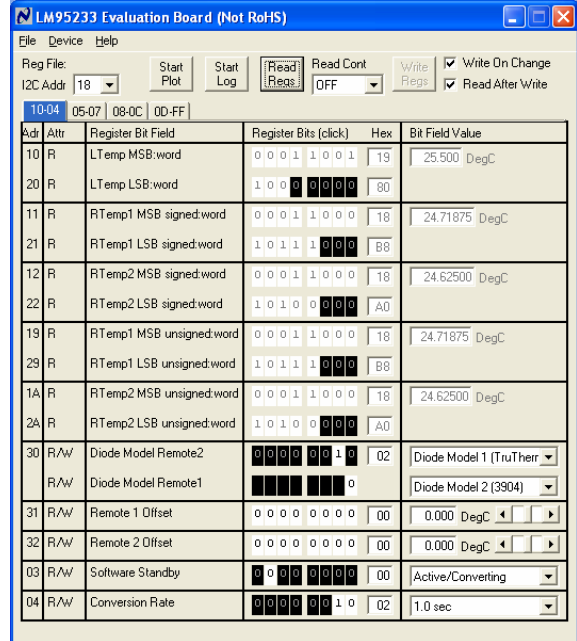 LM95233 Evaluation Board (Not RoHS)
File Device Help
Reg File: Start Plot Start Log Read Regs Read Cont Write Regs Write On Change
I2C Addr 18 OFF Read After Write
10-04 05-07 08-0C 0D-FF
Adr Attr Register Bit Field Register Bits (click) Hex Bit Field Value
10 R LTemp MSB:word 0 0 0 1 1 0 0 1 19 25.500 DegC
20 R LTemp LSB:word 1 0 0 0 0 0 0 0 80
11 R RTemp1 MSB signed:word 0 0 0 1 1 0 0 0 18 24.71875 DegC
21 R RTemp1 LSB signed:word 1 0 1 1 1 0 0 0 B8
12 R RTemp2 MSB signed:word 0 0 0 1 1 0 0 0 18 24.62500 DegC
22 R RTemp2 LSB signed:word 1 0 1 0 0 0 0 0 A0
19 R RTemp1 MSB unsigned:word 0 0 0 1 1 0 0 0 18 24.71875 DegC
29 R RTemp1 LSB unsigned:word 1 0 1 1 1 0 0 0 B8
1A R RTemp2 MSB unsigned:word 0 0 0 1 1 0 0 0 18 24.62500 DegC
2A R RTemp2 LSB unsigned:word 1 0 1 0 0 0 0 0 A0
30 R/W Diode Model Remote2 0 0 0 0 0 0 1 0 02 Diode Model 1 (TruTherr
R/W Diode Model Remote1 0 Diode Model 2 (3904)
31 R/W Remote 1 Offset 0 0 0 0 0 0 0 0 00 0.000 DegC
32 R/W Remote 2 Offset 0 0 0 0 0 0 0 0 00 0.000 DegC
03 R/W Software Standby 0 0 0 0 0 0 0 0 00 Active/Converting
04 R/W Conversion Rate 0 0 0 0 0 0 1 0 02 1.0 sec